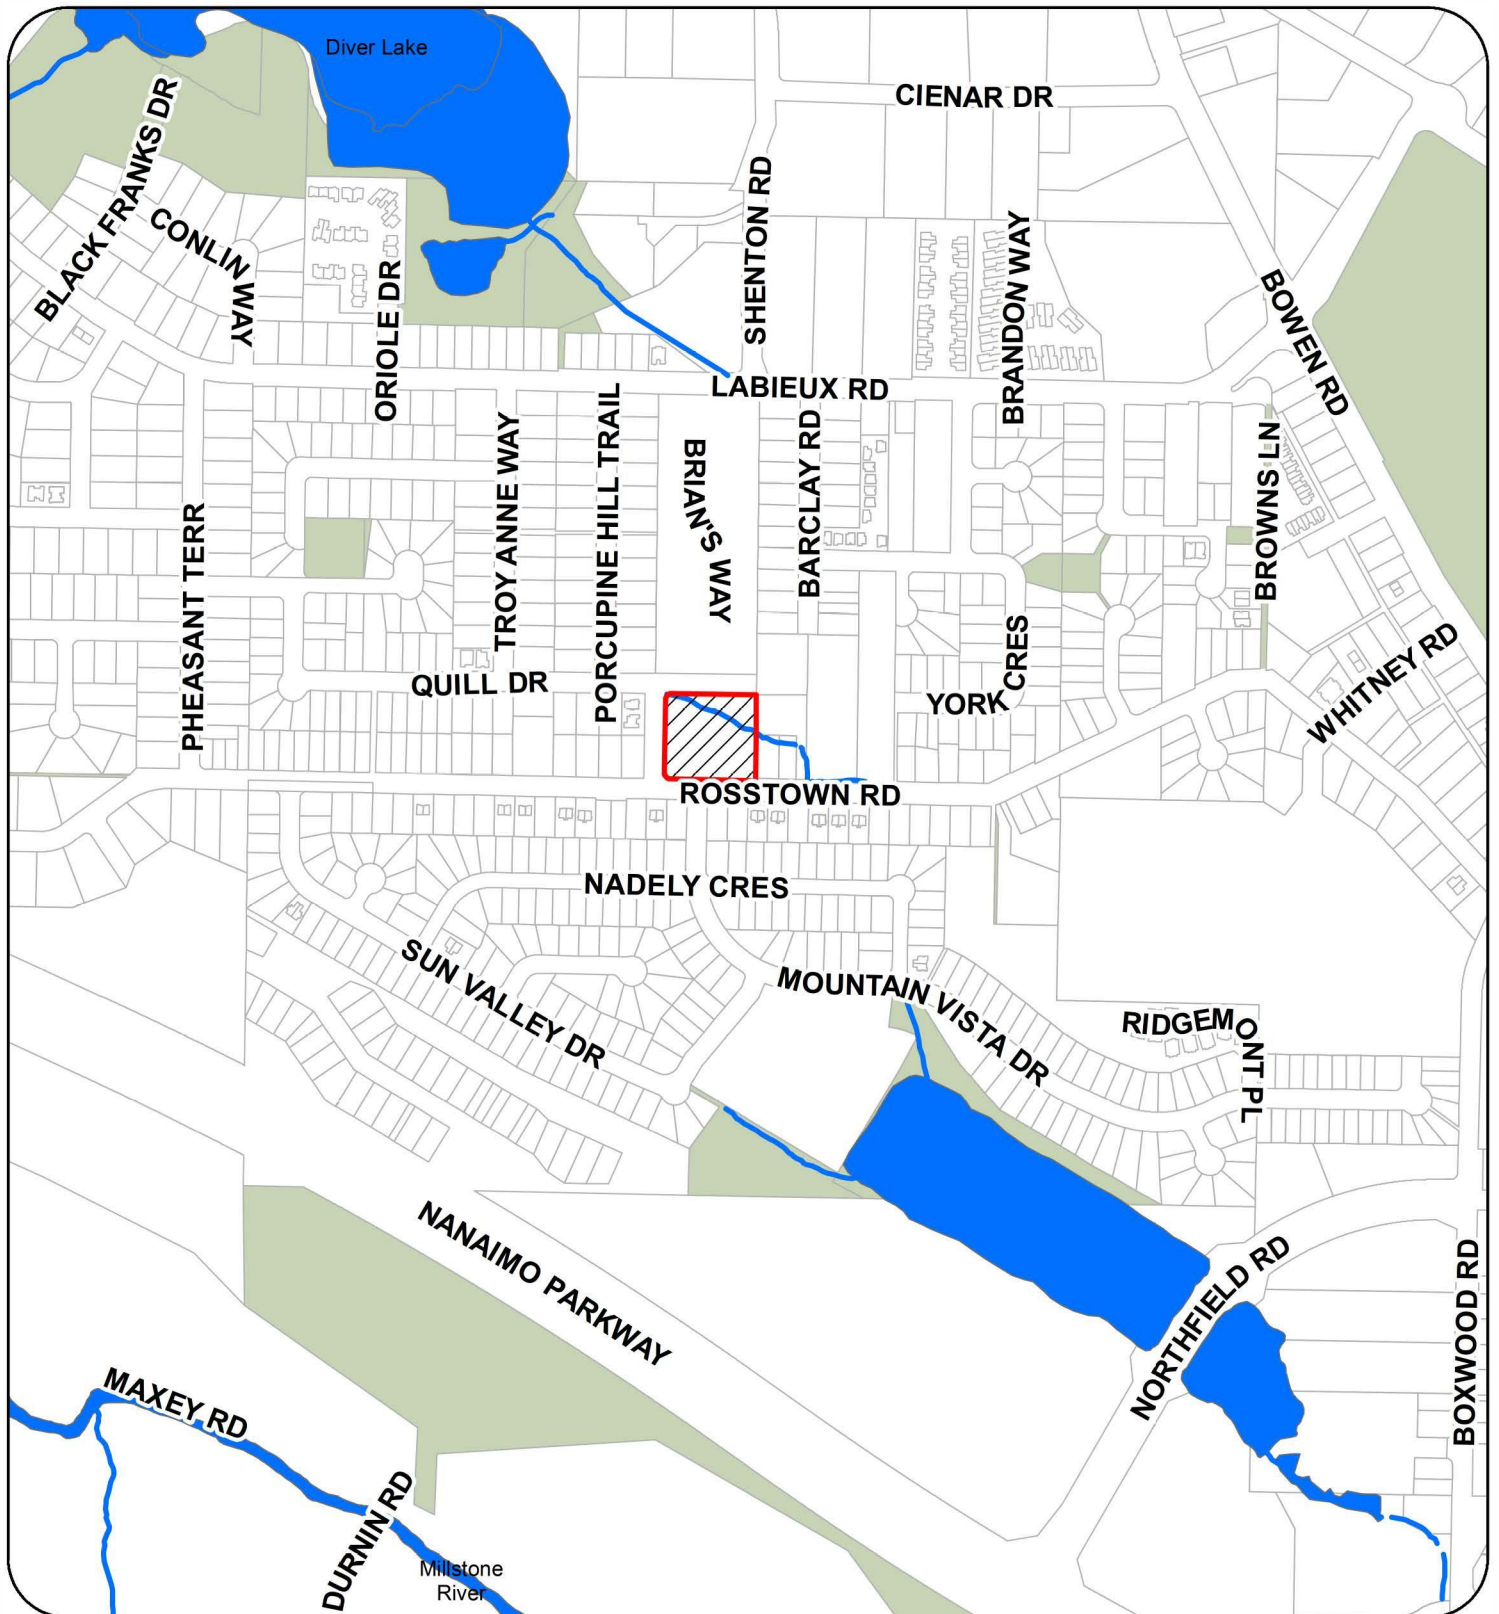 Diver Lake
CIENAR DR
BLACK FRANKS DR
CONLIN WAY
SHENTON RD
BRANDON WAY
ORIOLE DR
BOWEN RD
LABIEUX RD
TROY ANNE WAY
PORCUPINE HILL TRAIL
BRIAN'S WAY
BARCLAY RD
BROWNS LN
PHEASANT TERR
QUILL DR
YORK CRES
WHITNEY RD
ROSSTOWN RD
NADELY CRES
SUN VALLEY DR
MOUNTAIN VISTA DR
RIDGEMONT PL
NANAIMO PARKWAY
NORTHFIELD RD
BOXWOOD RD
MAXEY RD
DURNIN RD
Millstone
River